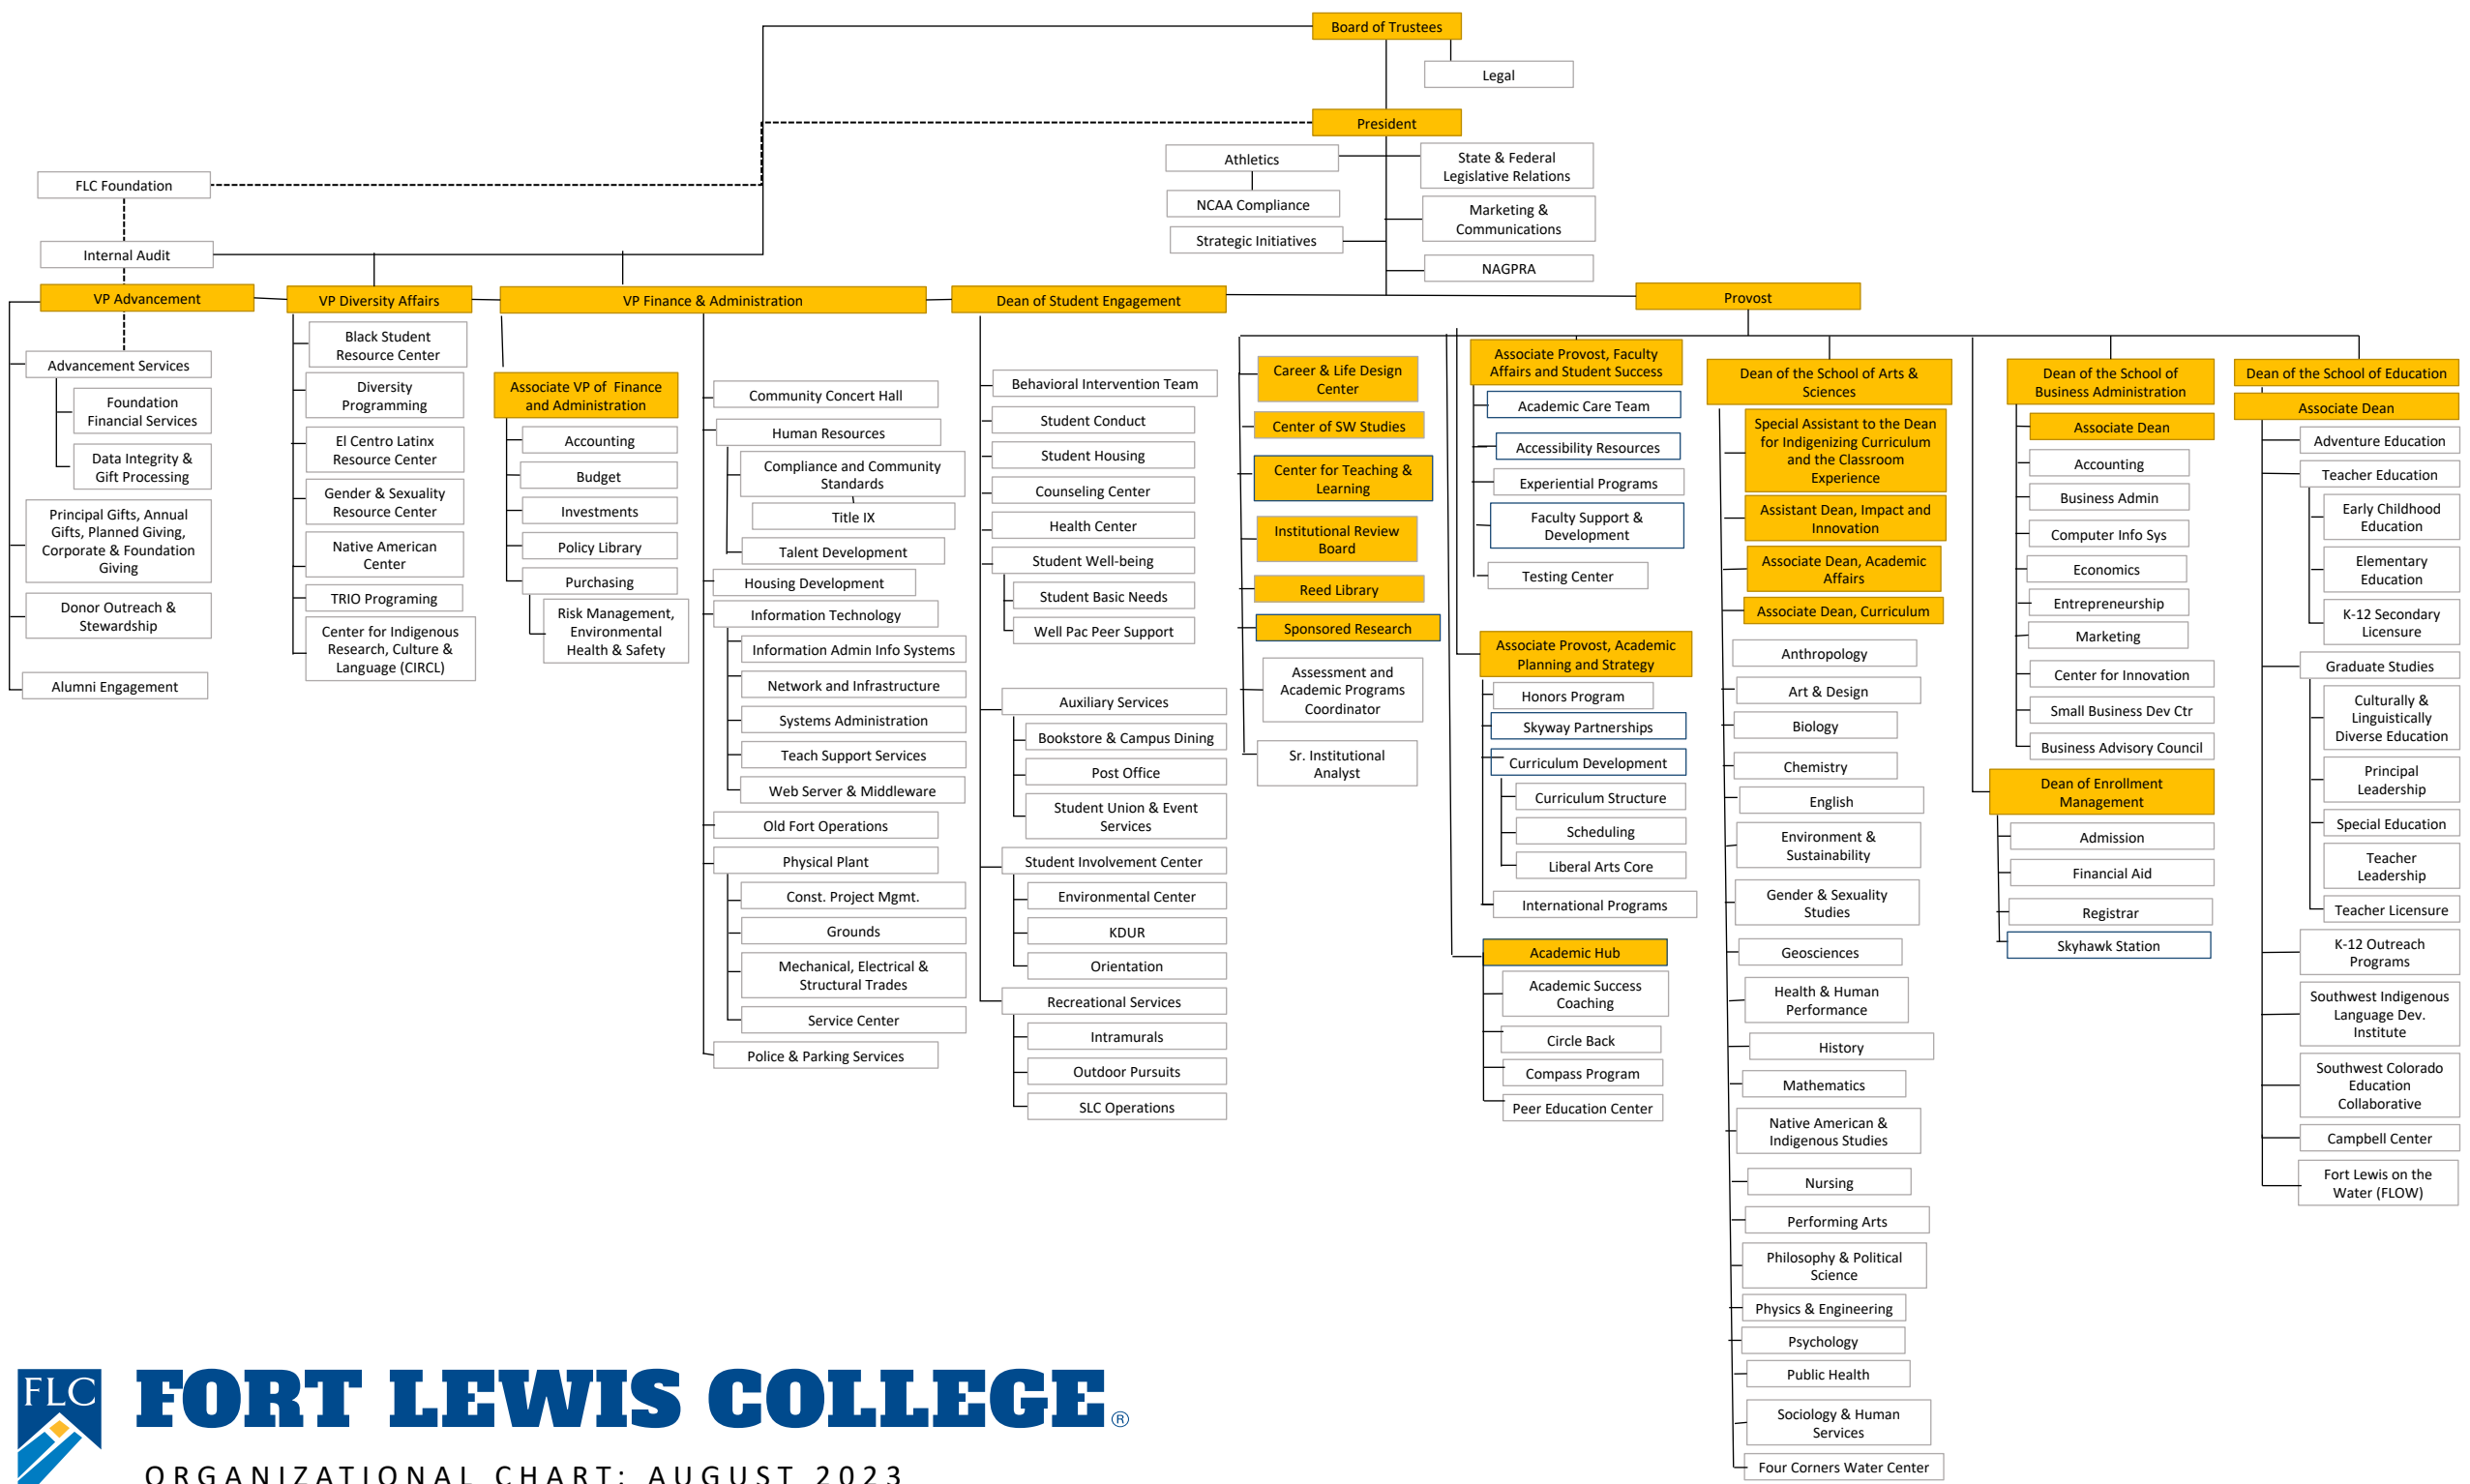 Board of Trustees
Legal
President
Athletics
State & Federal
Legislative Relations
FLC Foundation
NCAA Compliance
Marketing &
Communications
Strategic Initiatives
Internal Audit
NAGPRA
VP Advancement
VP Diversity Affairs
VP Finance & Administration
Dean of Student Engagement
Provost
Advancement Services
Foundation
Financial Services
Data Integrity &
Gift Processing
Principal Gifts, Annual
Gifts, Planned Giving,
Corporate & Foundation
Giving
Donor Outreach &
Stewardship
Alumni Engagement
Black Student
Resource Center
Diversity
Programming
El Centro Latinx
Resource Center
Gender & Sexuality
Resource Center
Native American
Center
TRIO Programing
Center for Indigenous
Research, Culture &
Language (CIRCL)
Associate VP of Finance
and Administration
Accounting
Budget
Investments
Policy Library
Purchasing
Risk Management,
Environmental
Health & Safety
Community Concert Hall
Human Resources
Compliance and Community
Standards
Title IX
Talent Development
Housing Development
Information Technology
Information Admin Info Systems
Network and Infrastructure
Systems Administration
Teach Support Services
Web Server & Middleware
Old Fort Operations
Physical Plant
Const. Project Mgmt.
Grounds
Mechanical, Electrical &
Structural Trades
Service Center
Police & Parking Services
Behavioral Intervention Team
Student Conduct
Student Housing
Counseling Center
Health Center
Student Well-being
Student Basic Needs
Well Pac Peer Support
Auxiliary Services
Bookstore & Campus Dining
Post Office
Student Union & Event
Services
Student Involvement Center
Environmental Center
KDUR
Orientation
Recreational Services
Intramurals
Outdoor Pursuits
SLC Operations
Career & Life Design
Center
Center of SW Studies
Center for Teaching &
Learning
Institutional Review
Board
Reed Library
Sponsored Research
Assessment and
Academic Programs
Coordinator
Sr. Institutional
Analyst
Associate Provost, Faculty
Affairs and Student Success
Academic Care Team
Accessibility Resources
Experiential Programs
Faculty Support &
Development
Testing Center
Associate Provost, Academic
Planning and Strategy
Honors Program
Skyway Partnerships
Curriculum Development
Curriculum Structure
Scheduling
Liberal Arts Core
International Programs
Academic Hub
Academic Success
Coaching
Circle Back
Compass Program
Peer Education Center
Dean of the School of Arts &
Sciences
Special Assistant to the Dean
for Indigenizing Curriculum
and the Classroom
Experience
Assistant Dean, Impact and
Innovation
Associate Dean, Academic
Affairs
Associate Dean, Curriculum
Anthropology
Art & Design
Biology
Chemistry
English
Environment &
Sustainability
Gender & Sexuality
Studies
Geosciences
Health & Human
Performance
History
Mathematics
Native American &
Indigenous Studies
Nursing
Performing Arts
Philosophy & Political
Science
Physics & Engineering
Psychology
Public Health
Sociology & Human
Services
Four Corners Water Center
Dean of the School of
Business Administration
Associate Dean
Accounting
Business Admin
Computer Info Sys
Economics
Entrepreneurship
Marketing
Center for Innovation
Small Business Dev Ctr
Business Advisory Council
Dean of Enrollment
Management
Admission
Financial Aid
Registrar
Skyhawk Station
Dean of the School of Education
Associate Dean
Adventure Education
Teacher Education
Early Childhood
Education
Elementary
Education
K-12 Secondary
Licensure
Graduate Studies
Culturally &
Linguistically
Diverse Education
Principal
Leadership
Special Education
Teacher
Leadership
Teacher Licensure
K-12 Outreach
Programs
Southwest Indigenous
Language Dev.
Institute
Southwest Colorado
Education
Collaborative
Campbell Center
Fort Lewis on the
Water (FLOW)
FLC
FORT LEWIS COLLEGE®
ORGANIZATIONAL CHART: AUGUST 2023